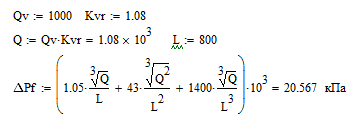 Qv := 1000 Kvr := 1.08
Q := Qv·Kvr = 1.08 × 10³ L := 800
ΔPf := (1.05·∛Q/L + 43·∛Q²/L² + 1400·∛Q/L³)·10³ = 20.567 кПа